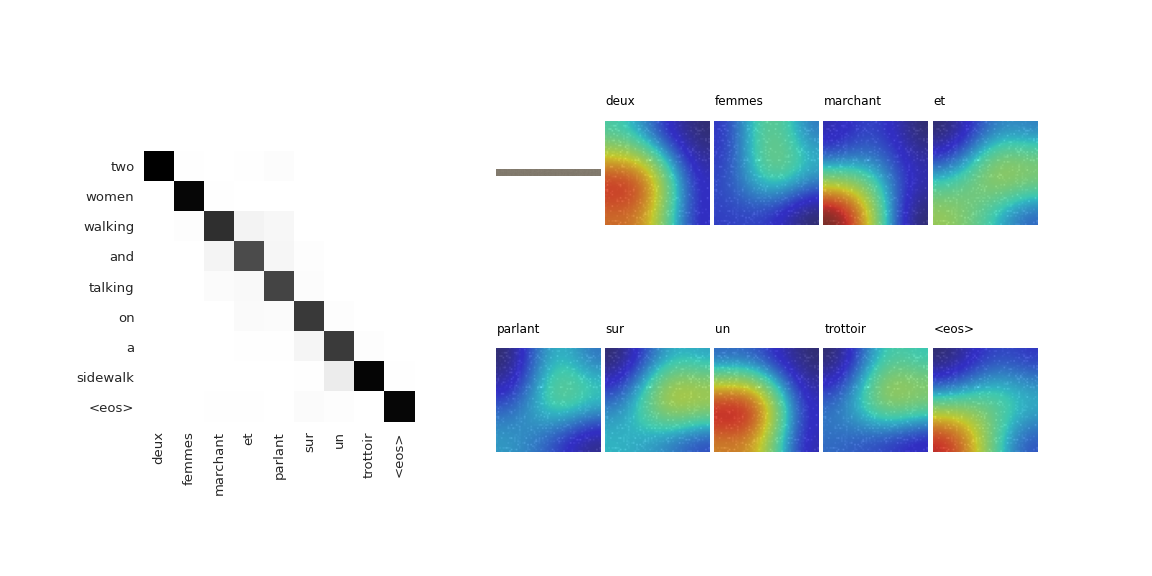 two
women
walking
and
talking
on
a
sidewalk
<eos>
deux
femmes
marchant
et
parlant
sur
un
trottoir
<eos>
deux femmes marchant et
parlant sur un trottoir <eos>